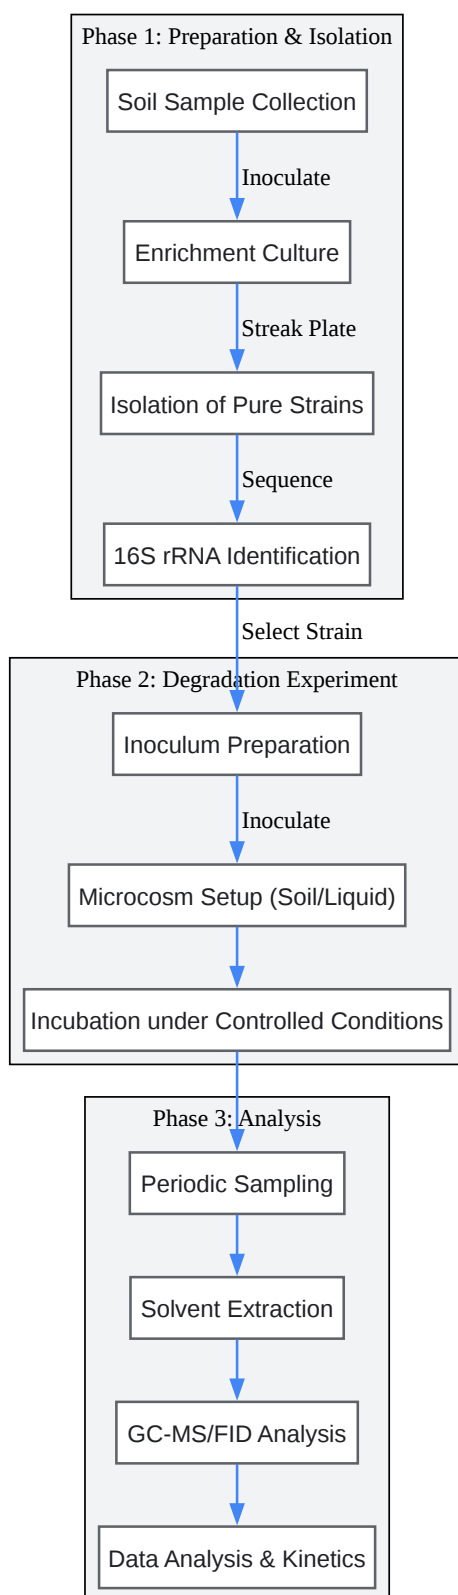 Phase 1: Preparation & Isolation
Soil Sample Collection
Inoculate
Enrichment Culture
Streak Plate
Isolation of Pure Strains
Sequence
16S rRNA Identification
Select Strain
Phase 2: Degradation Experiment
Inoculum Preparation
Inoculate
Microcosm Setup (Soil/Liquid)
Incubation under Controlled Conditions
Phase 3: Analysis
Periodic Sampling
Solvent Extraction
GC-MS/FID Analysis
Data Analysis & Kinetics